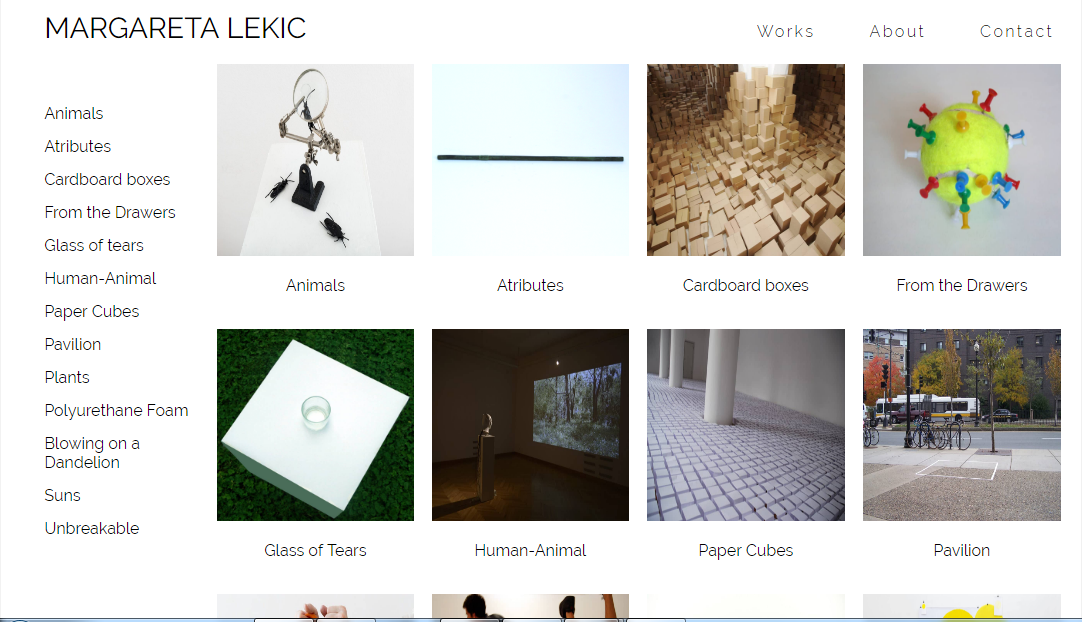 MARGARETA LEKIC
Works
About
Contact
Animals
Atributes
Cardboard boxes
From the Drawers
Glass of tears
Human-Animal
Paper Cubes
Pavilion
Plants
Polyurethane Foam
Blowing on a
Dandelion
Suns
Unbreakable
Animals
Atributes
Cardboard boxes
From the Drawers
Glass of Tears
Human-Animal
Paper Cubes
Pavilion